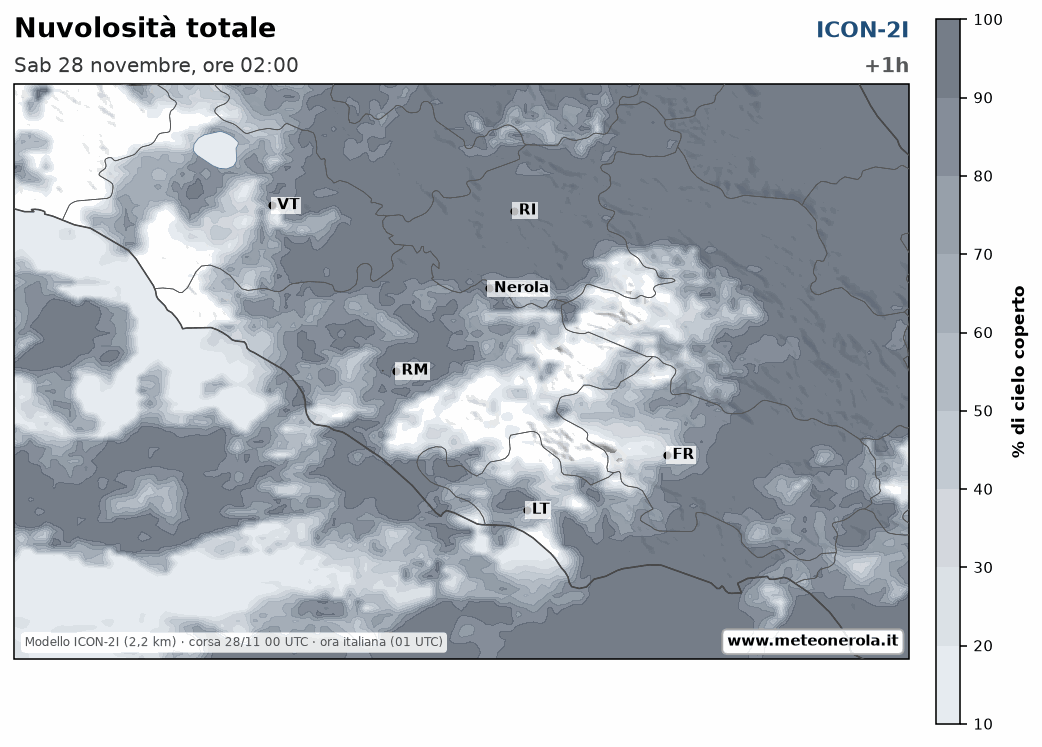 Nuvolosità totale
ICON-2I
Sab 28 novembre, ore 02:00
+1h
100
90
80
70
60
50
40
30
20
10
% di cielo coperto
VT
RI
Nerola
RM
FR
LT
Modello ICON-2I (2,2 km) · corsa 28/11 00 UTC · ora italiana (01 UTC)
www.meteonerola.it